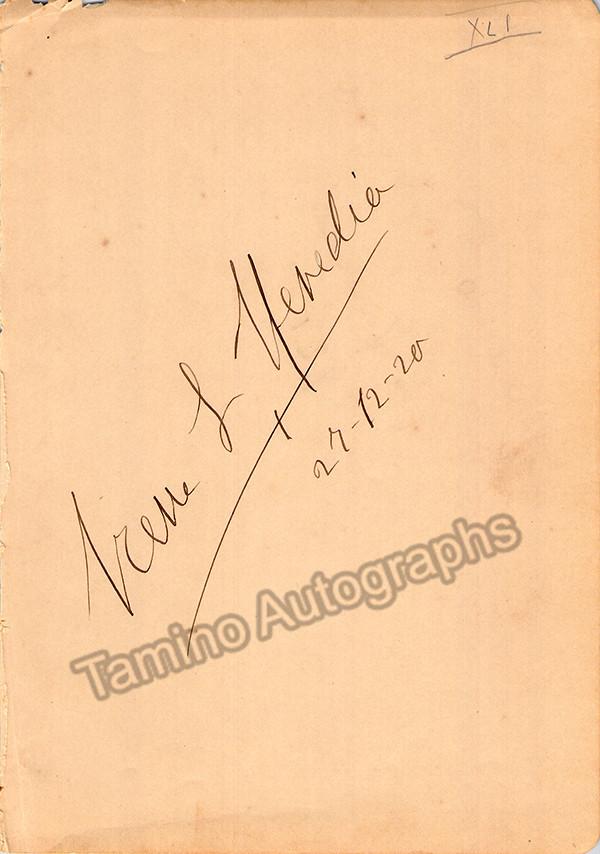 XLI
Irene L Heredia
27-12-20
Tamino Autographs